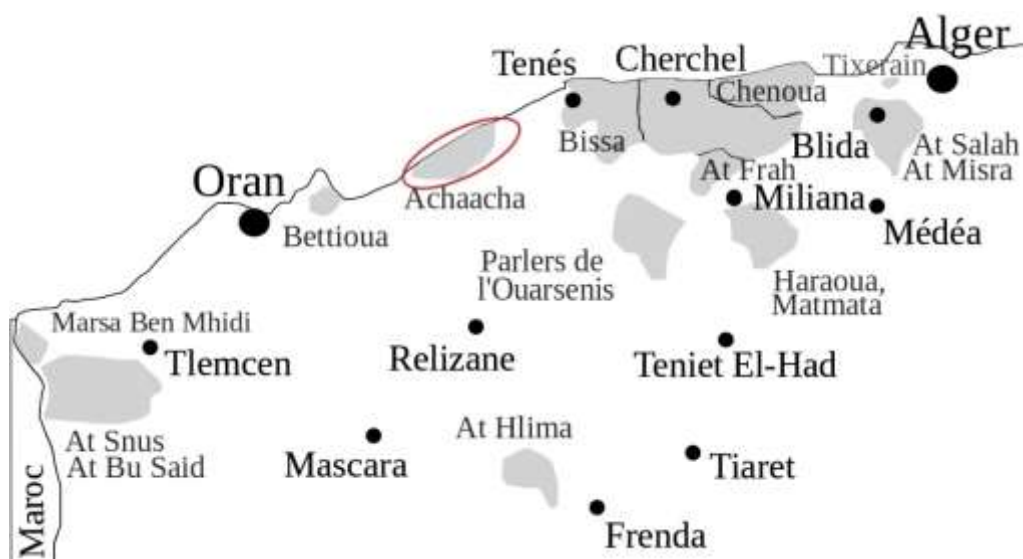 Alger
Tixerain
Tenés
Cherchel
Chenoua
Bissa
Blida
At Salah
At Misra
At Frah
Oran
Achaacha
Miliana
Médéa
Bettioua
Parlers de
l'Ouarsenis
Haraoua,
Matmata
Marsa Ben Mhidi
Tlemcen
Relizane
Teniet El-Had
At Snus
At Bu Said
At Hlima
Mascara
Tiaret
Maroc
Frenda